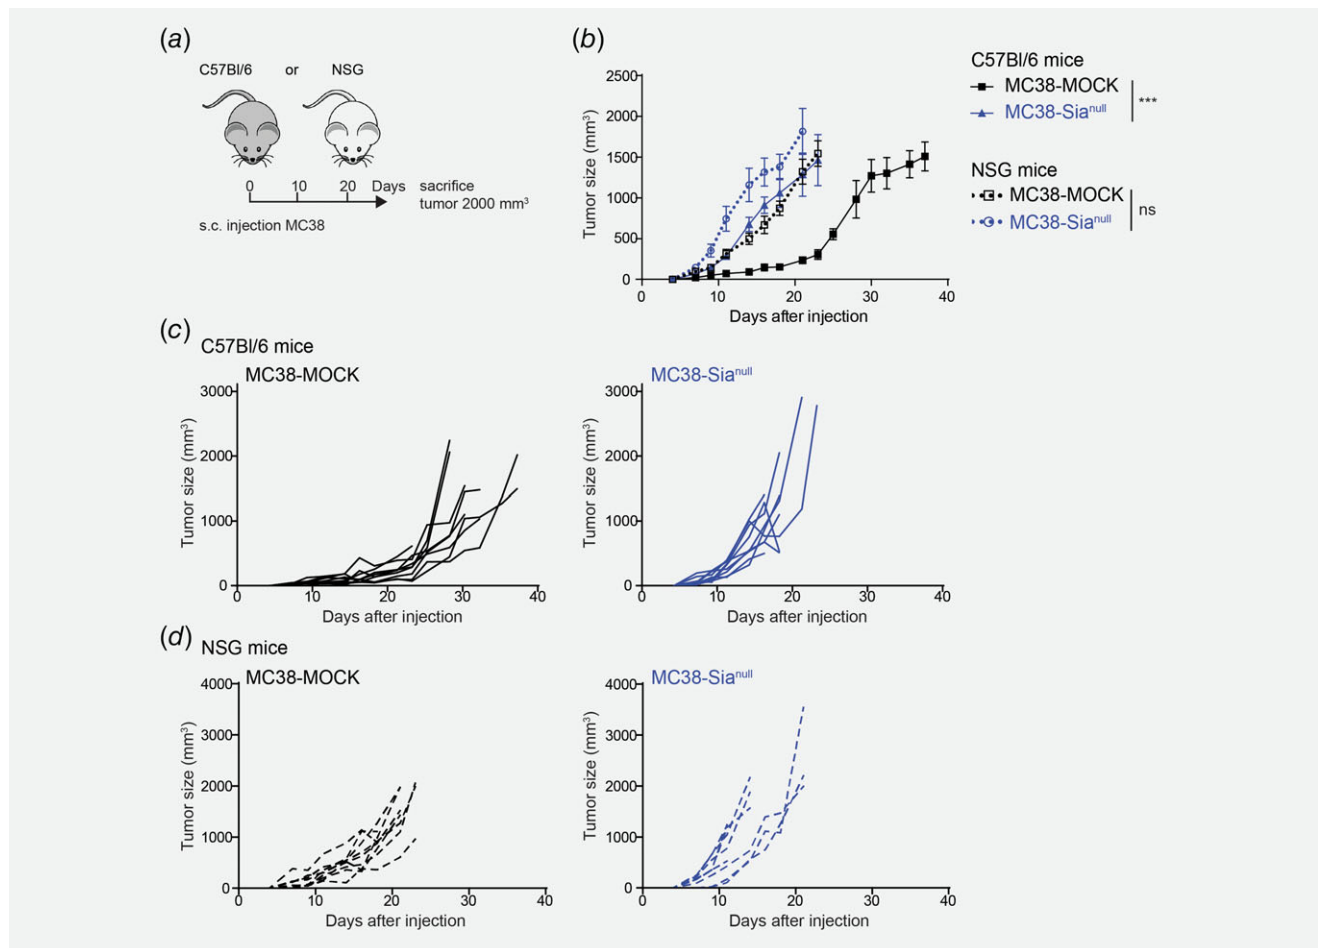 (a)
C57Bl/6 or NSG
0 10 20 Days
sacrifice
tumor 2000 mm³
s.c. injection MC38
(b)
Tumor size (mm³)
2500
2000
1500
1000
500
0
0 10 20 30 40
Days after injection
C57Bl/6 mice
MC38-MOCK
MC38-Siaⁿᵘˡˡ
***
NSG mice
MC38-MOCK
MC38-Siaⁿᵘˡˡ
ns
(c)
C57Bl/6 mice
MC38-MOCK
Tumor size (mm³)
3000
2000
1000
0
0 10 20 30 40
Days after injection
MC38-Siaⁿᵘˡˡ
Tumor size (mm³)
3000
2000
1000
0
0 10 20 30 40
Days after injection
(d)
NSG mice
MC38-MOCK
Tumor size (mm³)
4000
3000
2000
1000
0
0 10 20 30 40
Days after injection
MC38-Siaⁿᵘˡˡ
Tumor size (mm³)
4000
3000
2000
1000
0
0 10 20 30 40
Days after injection